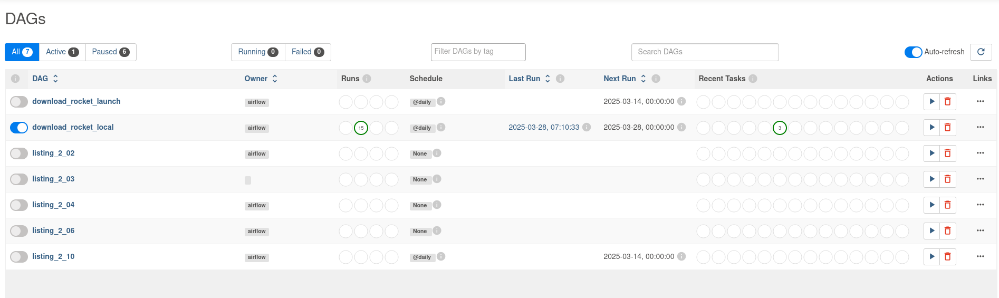 DAGs
All 7 Active 1 Paused 6 Running 0 Failed 0 Filter DAGs by tag Search DAGs Auto-refresh
DAG Owner Runs Schedule Last Run Next Run Recent Tasks Actions Links
download_rocket_launch airflow @daily 2025-03-14, 00:00:00
download_rocket_local airflow 15 @daily 2025-03-28, 07:10:33 2025-03-28, 00:00:00 3
listing_2_02 airflow None
listing_2_03 None
listing_2_04 airflow None
listing_2_06 airflow None
listing_2_10 airflow @daily 2025-03-14, 00:00:00